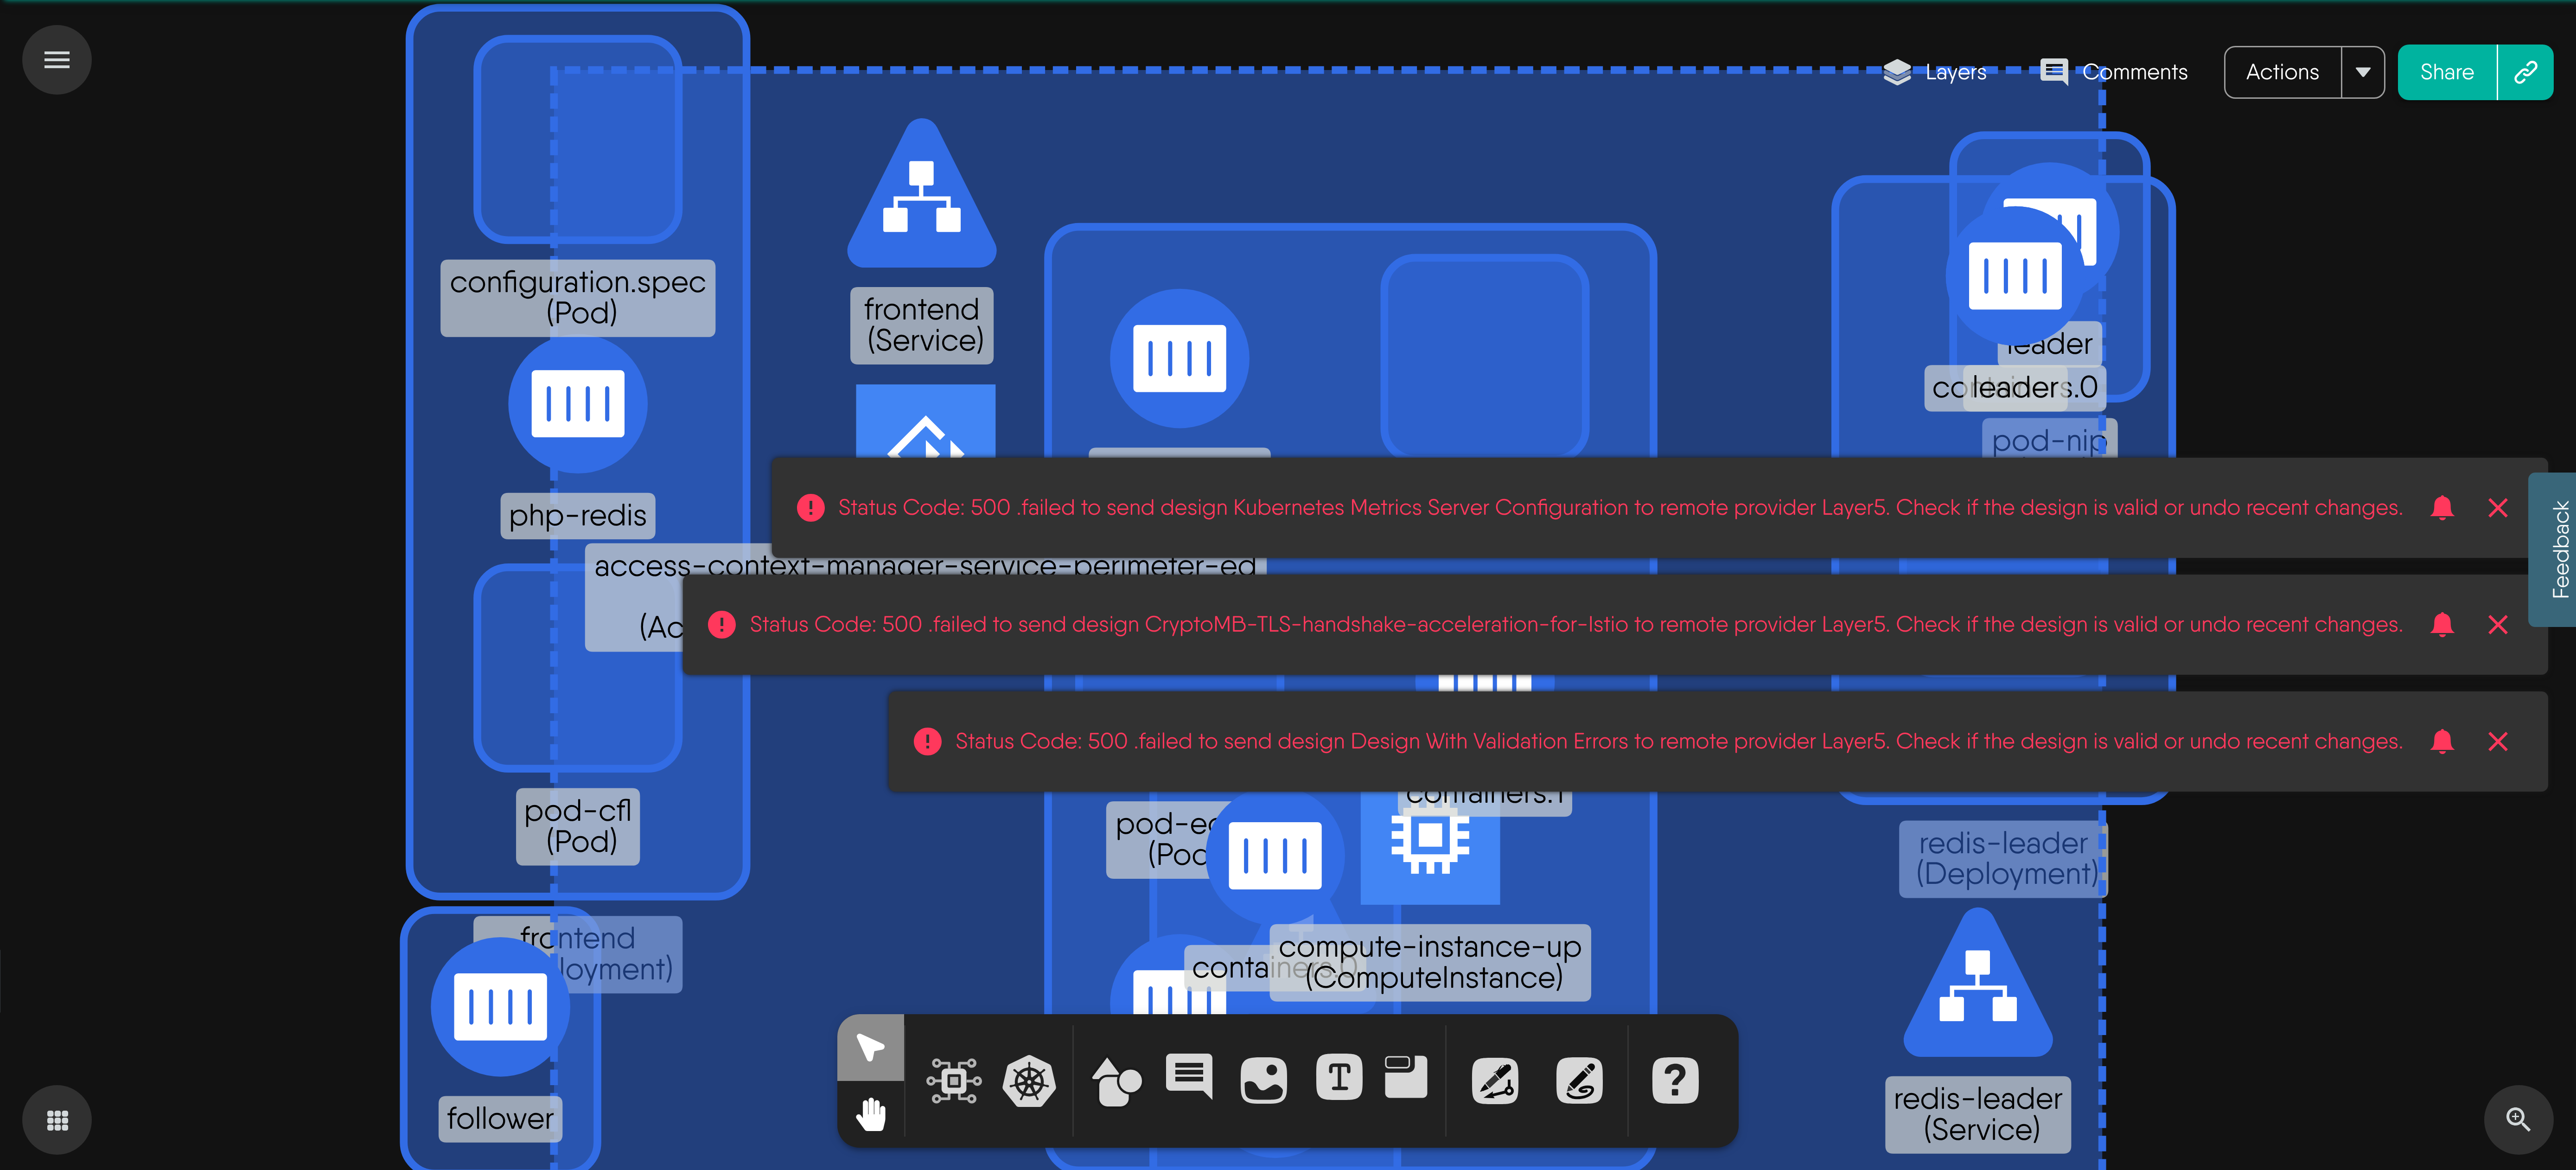 Layers
Comments
Actions
Share
configuration.spec
(Pod)
frontend
(Service)
leader
leaders.0
pod-nip
php-redis
Status Code: 500 .failed to send design Kubernetes Metrics Server Configuration to remote provider Layer5. Check if the design is valid or undo recent changes.
Feedback
access-context-manager-service-perimeter-eg
(Ac
Status Code: 500 .failed to send design CryptoMB-TLS-handshake-acceleration-for-Istio to remote provider Layer5. Check if the design is valid or undo recent changes.
Status Code: 500 .failed to send design Design With Validation Errors to remote provider Layer5. Check if the design is valid or undo recent changes.
containers.1
pod-cfl
(Pod)
redis-leader
(Deployment)
frontend
loyment)
compute-instance-up
(ComputeInstance)
follower
redis-leader
(Service)
T
?